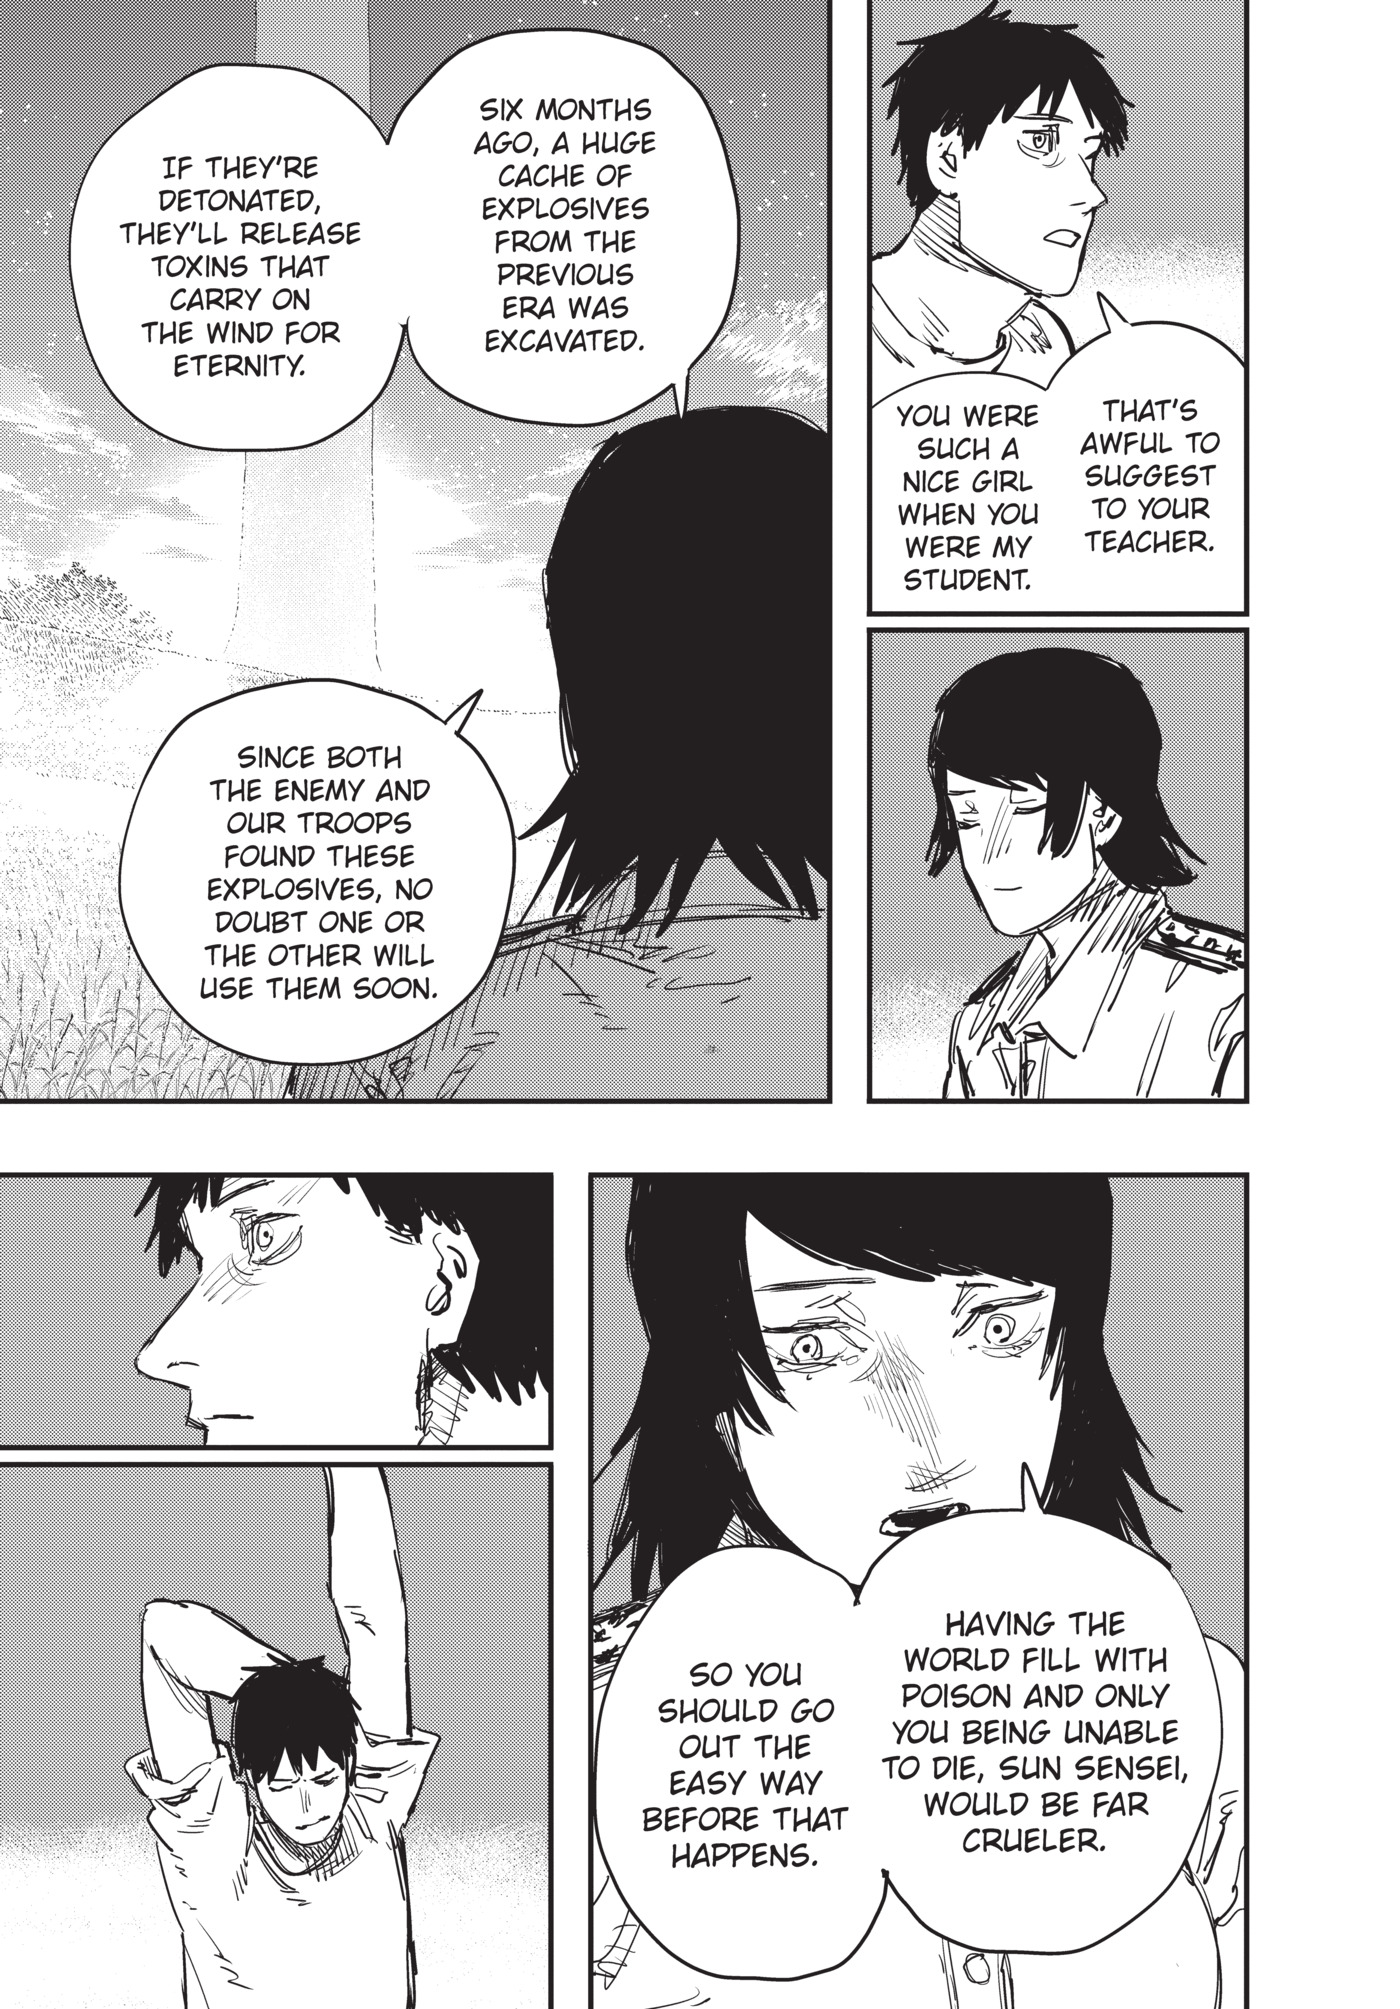 THAT'S
AWFUL TO
SUGGEST
TO YOUR
TEACHER.
YOU WERE
SUCH A
NICE GIRL
WHEN YOU
WERE MY
STUDENT.
SIX MONTHS
AGO, A HUGE
CACHE OF
EXPLOSIVES
FROM THE
PREVIOUS
ERA WAS
EXCAVATED.
IF THEY'RE
DETONATED,
THEY'LL RELEASE
TOXINS THAT
CARRY ON
THE WIND FOR
ETERNITY.
SINCE BOTH
THE ENEMY AND
OUR TROOPS
FOUND THESE
EXPLOSIVES, NO
DOUBT ONE OR
THE OTHER WILL
USE THEM SOON.
HAVING THE
WORLD FILL WITH
POISON AND ONLY
YOU BEING UNABLE
TO DIE, SUN SENSEI,
WOULD BE FAR
CRUELER.
SO YOU
SHOULD GO
OUT THE
EASY WAY
BEFORE THAT
HAPPENS.